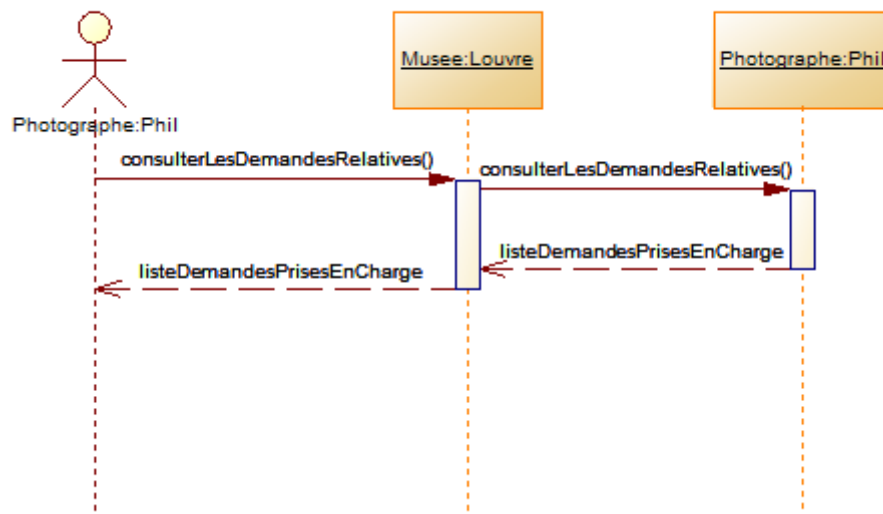 Musee:Louvre
Photographe:Phil
Photographe:Phil
consulterLesDemandesRelatives()
consulterLesDemandesRelatives()
listeDemandesPrisesEnCharge
listeDemandesPrisesEnCharge